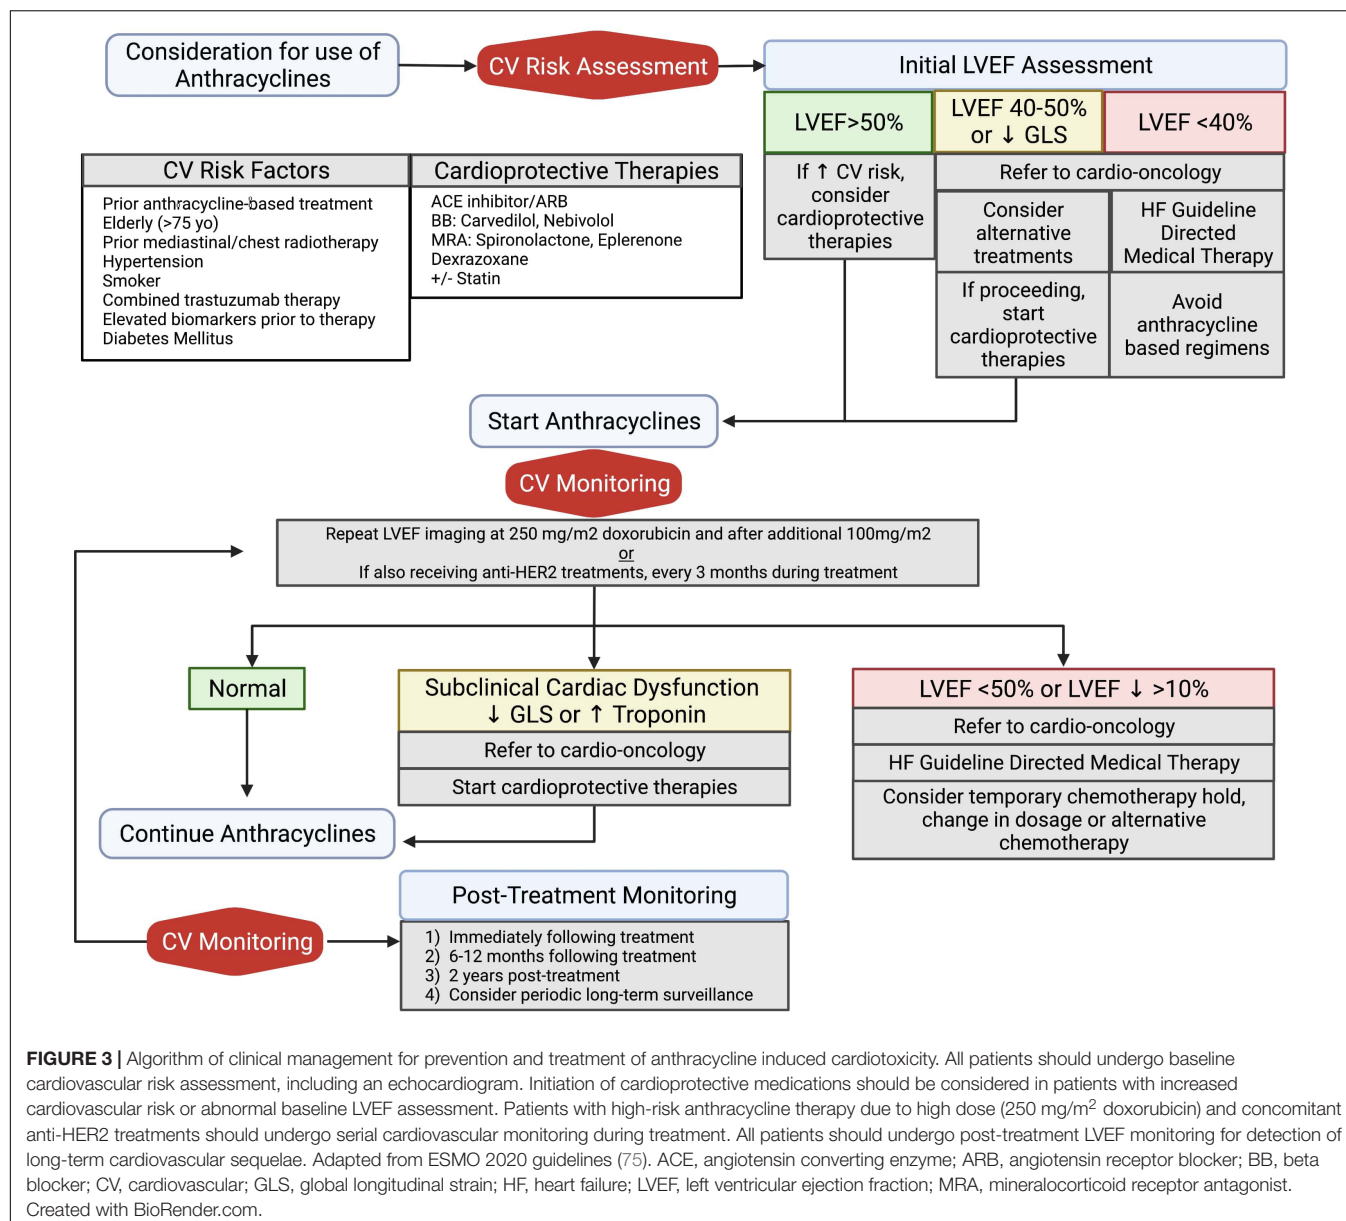 Consideration for use of
Anthracyclines
CV Risk Assessment
Initial LVEF Assessment
LVEF>50%
LVEF 40-50%
or ↓ GLS
LVEF <40%
If ↑ CV risk,
consider
cardioprotective
therapies
Refer to cardio-oncology
Consider
alternative
treatments
HF Guideline
Directed
Medical Therapy
If proceeding,
start
cardioprotective
therapies
Avoid
anthracycline
based regimens
CV Risk Factors
Prior anthracycline-based treatment
Elderly (>75 yo)
Prior mediastinal/chest radiotherapy
Hypertension
Smoker
Combined trastuzumab therapy
Elevated biomarkers prior to therapy
Diabetes Mellitus
Cardioprotective Therapies
ACE inhibitor/ARB
BB: Carvedilol, Nebivolol
MRA: Spironolactone, Eplerenone
Dexrazoxane
+/- Statin
Start Anthracyclines
CV Monitoring
Repeat LVEF imaging at 250 mg/m2 doxorubicin and after additional 100mg/m2
or
If also receiving anti-HER2 treatments, every 3 months during treatment
Normal
Subclinical Cardiac Dysfunction
↓ GLS or ↑ Troponin
Refer to cardio-oncology
Start cardioprotective therapies
LVEF <50% or LVEF ↓ >10%
Refer to cardio-oncology
HF Guideline Directed Medical Therapy
Consider temporary chemotherapy hold,
change in dosage or alternative
chemotherapy
Continue Anthracyclines
CV Monitoring
Post-Treatment Monitoring
1) Immediately following treatment
2) 6-12 months following treatment
3) 2 years post-treatment
4) Consider periodic long-term surveillance
FIGURE 3 | Algorithm of clinical management for prevention and treatment of anthracycline induced cardiotoxicity. All patients should undergo baseline
cardiovascular risk assessment, including an echocardiogram. Initiation of cardioprotective medications should be considered in patients with increased
cardiovascular risk or abnormal baseline LVEF assessment. Patients with high-risk anthracycline therapy due to high dose (250 mg/m² doxorubicin) and concomitant
anti-HER2 treatments should undergo serial cardiovascular monitoring during treatment. All patients should undergo post-treatment LVEF monitoring for detection of
long-term cardiovascular sequelae. Adapted from ESMO 2020 guidelines (75). ACE, angiotensin converting enzyme; ARB, angiotensin receptor blocker; BB, beta
blocker; CV, cardiovascular; GLS, global longitudinal strain; HF, heart failure; LVEF, left ventricular ejection fraction; MRA, mineralocorticoid receptor antagonist.
Created with BioRender.com.